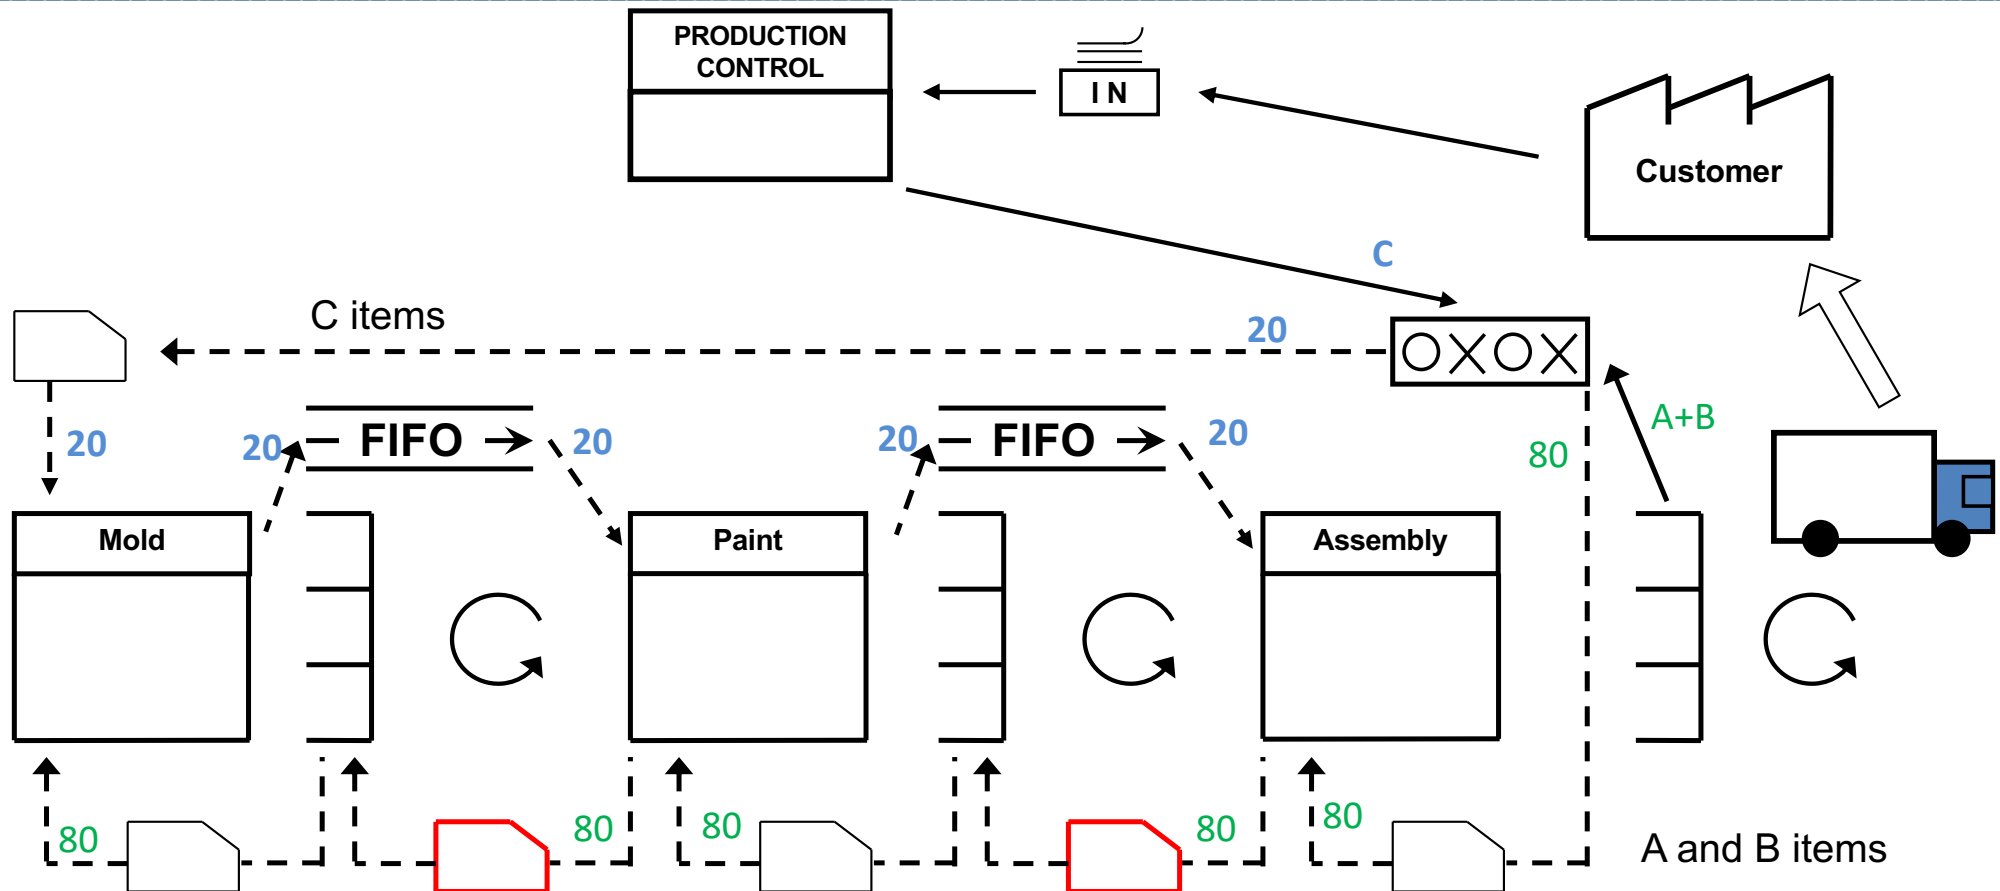 PRODUCTION
CONTROL
I N
Customer
C
C items
20
A+B
20
20
FIFO
20
20
FIFO
20
80
Mold
Paint
Assembly
80
80
80
80
80
A and B items